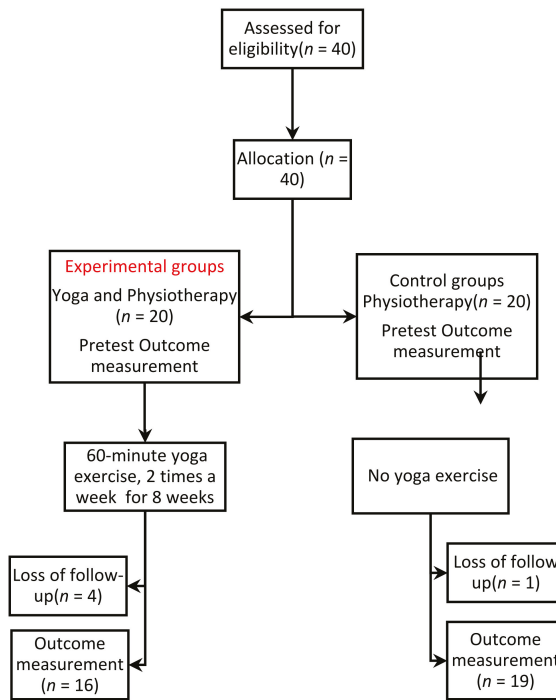 Assessed for
eligibility(n = 40)
Allocation (n =
40)
Experimental groups
Yoga and Physiotherapy
(n = 20)
Pretest Outcome
measurement
Control groups
Physiotherapy(n = 20)
Pretest Outcome
measurement
60-minute yoga
exercise, 2 times a
week for 8 weeks
No yoga exercise
Loss of follow-
up(n = 4)
Loss of follow
up(n = 1)
Outcome
measurement
(n = 16)
Outcome
measurement
(n = 19)